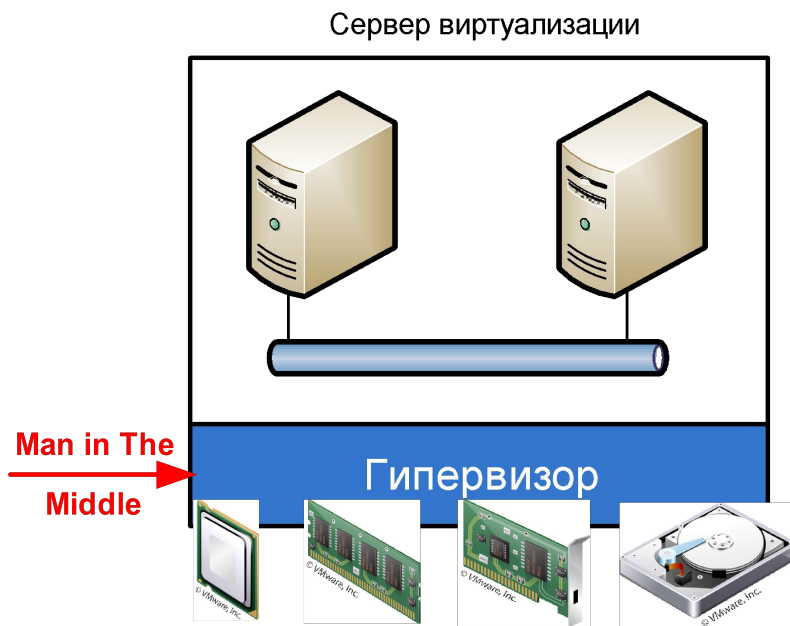 Сервер виртуализации
Man in The
Middle
Гипервизор
© VMware, Inc.
© VMware, Inc.
© VMware, Inc.
© VMware, Inc.